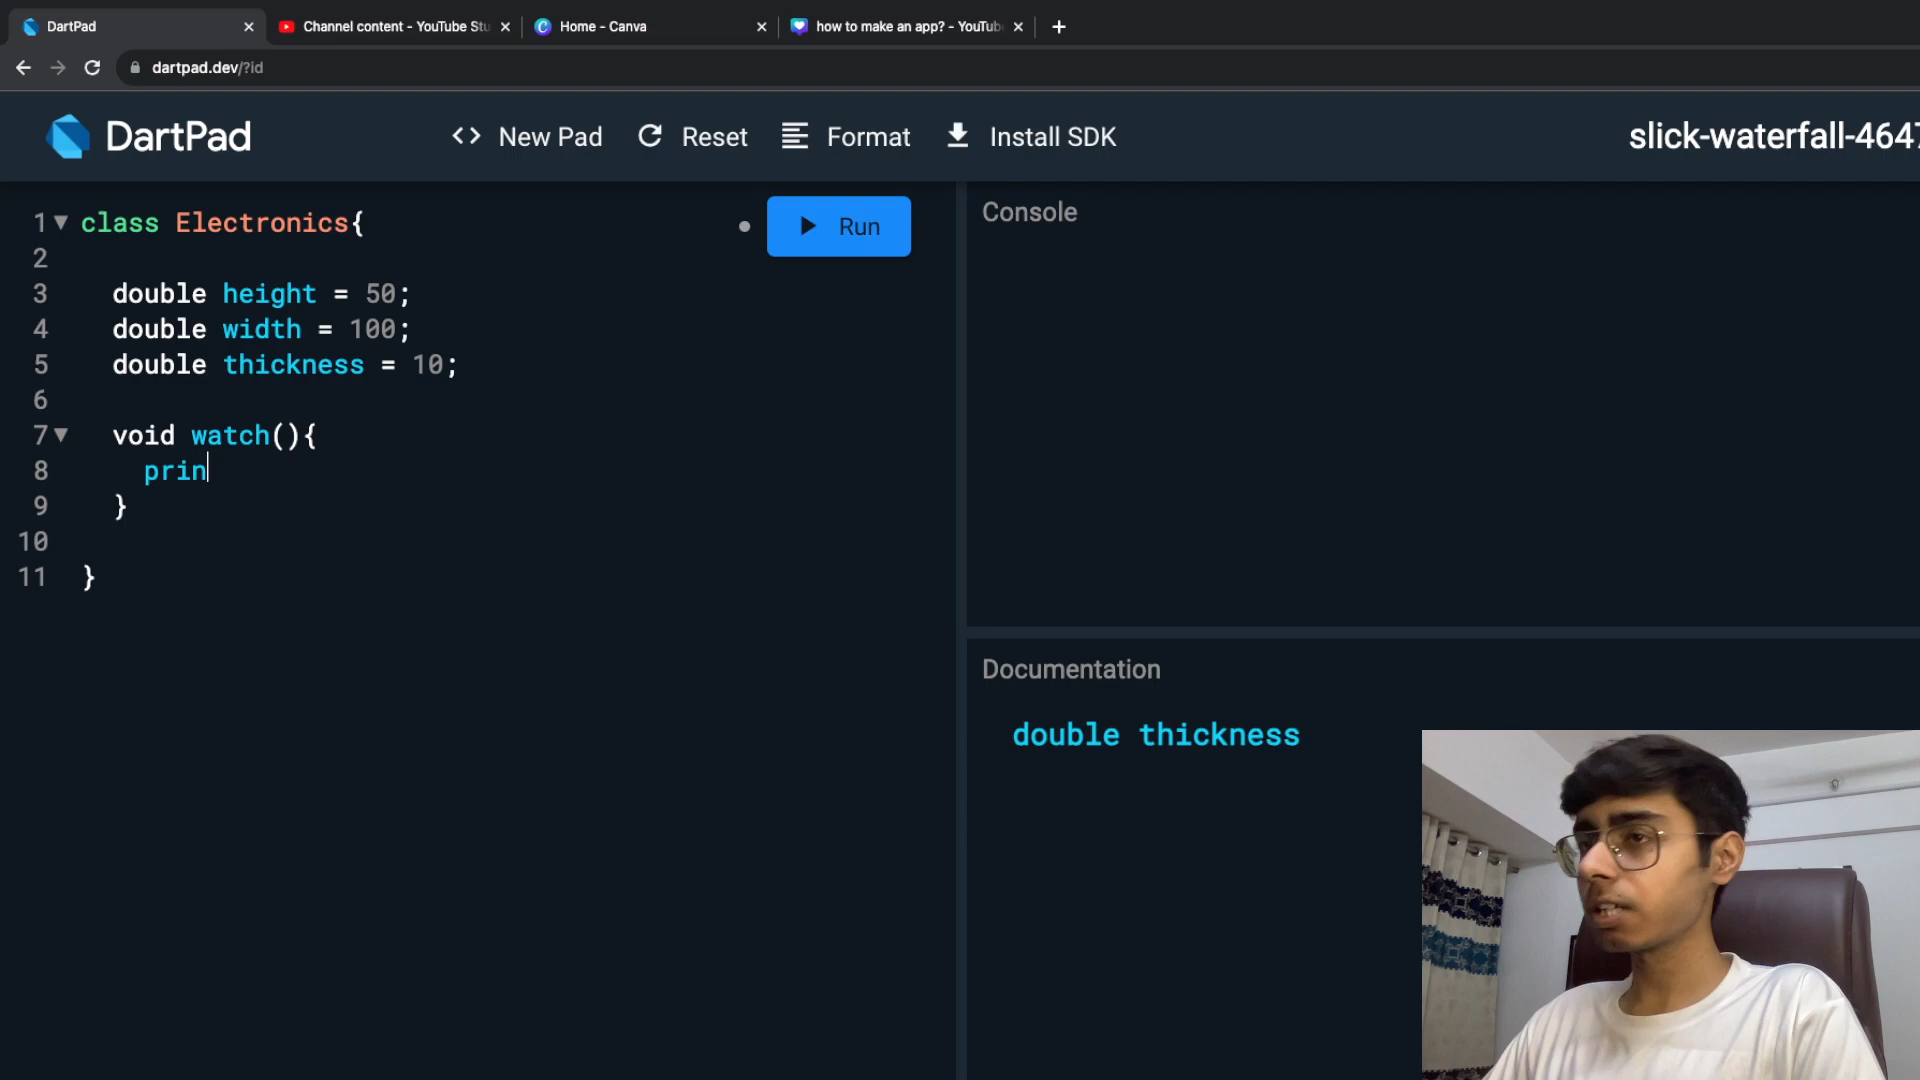 DartPad
Channel content - YouTube Stu
Home - Canva
how to make an app? - YouTub
dartpad.dev/?id
DartPad
<> New Pad
Reset
Format
Install SDK
slick-waterfall-4647
1 class Electronics{
2
3 double height = 50;
4 double width = 100;
5 double thickness = 10;
6
7 void watch(){
8 prin
9 }
10
11 }
Run
Console
Documentation
double thickness